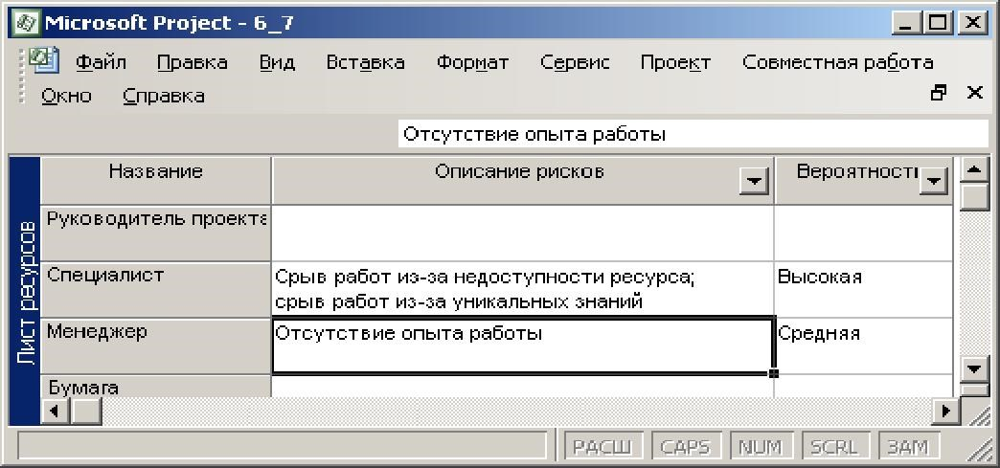 Microsoft Project - 6_7
Файл Правка Вид Вставка Формат Сервис Проект Совместная работа
Окно Справка
Отсутствие опыта работы
Название Описание рисков Вероятност
Лист ресурсов
Руководитель проекта
Специалист Срыв работ из-за недоступности ресурса; Высокая
срыв работ из-за уникальных знаний
Менеджер Отсутствие опыта работы Средняя
Бумага
РАСШ CAPS NUM SCRL ЗАМ